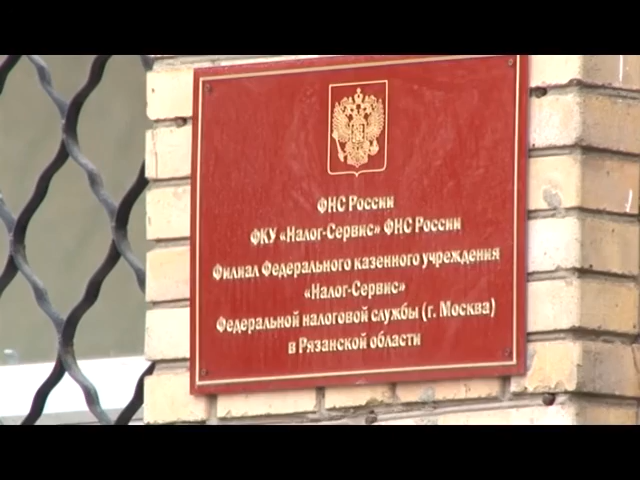 ФНС России
ФКУ «Налог-Сервис» ФНС России
Филиал Федерального казенного учреждения
«Налог-Сервис»
Федеральной налоговой службы (г. Москва)
в Рязанской области